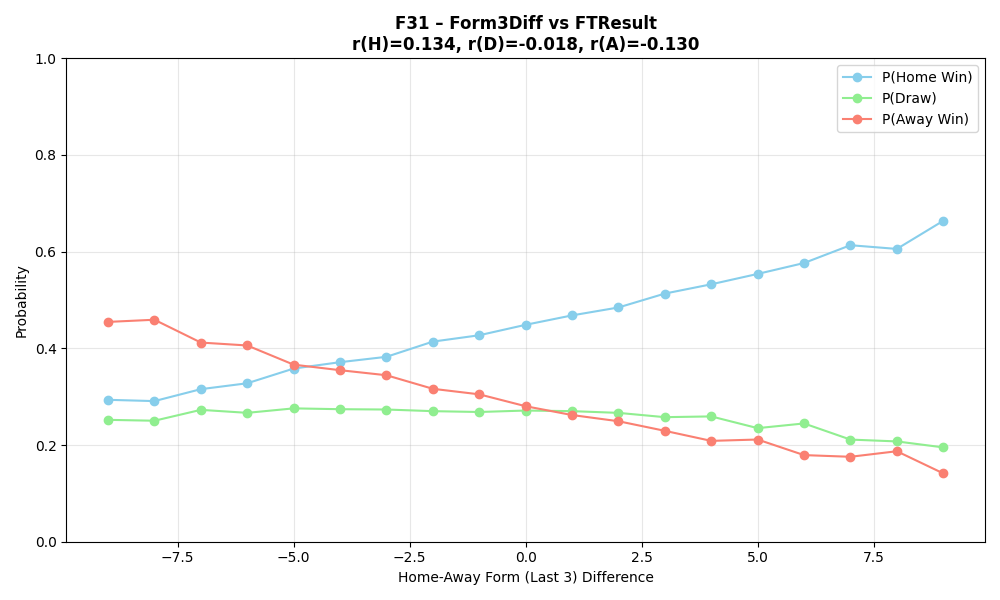 F31 – Form3Diff vs FTResult
r(H)=0.134, r(D)=-0.018, r(A)=-0.130
1.0
0.8
0.6
0.4
0.2
0.0
Probability
P(Home Win)
P(Draw)
P(Away Win)
−7.5 −5.0 −2.5 0.0 2.5 5.0 7.5
Home-Away Form (Last 3) Difference